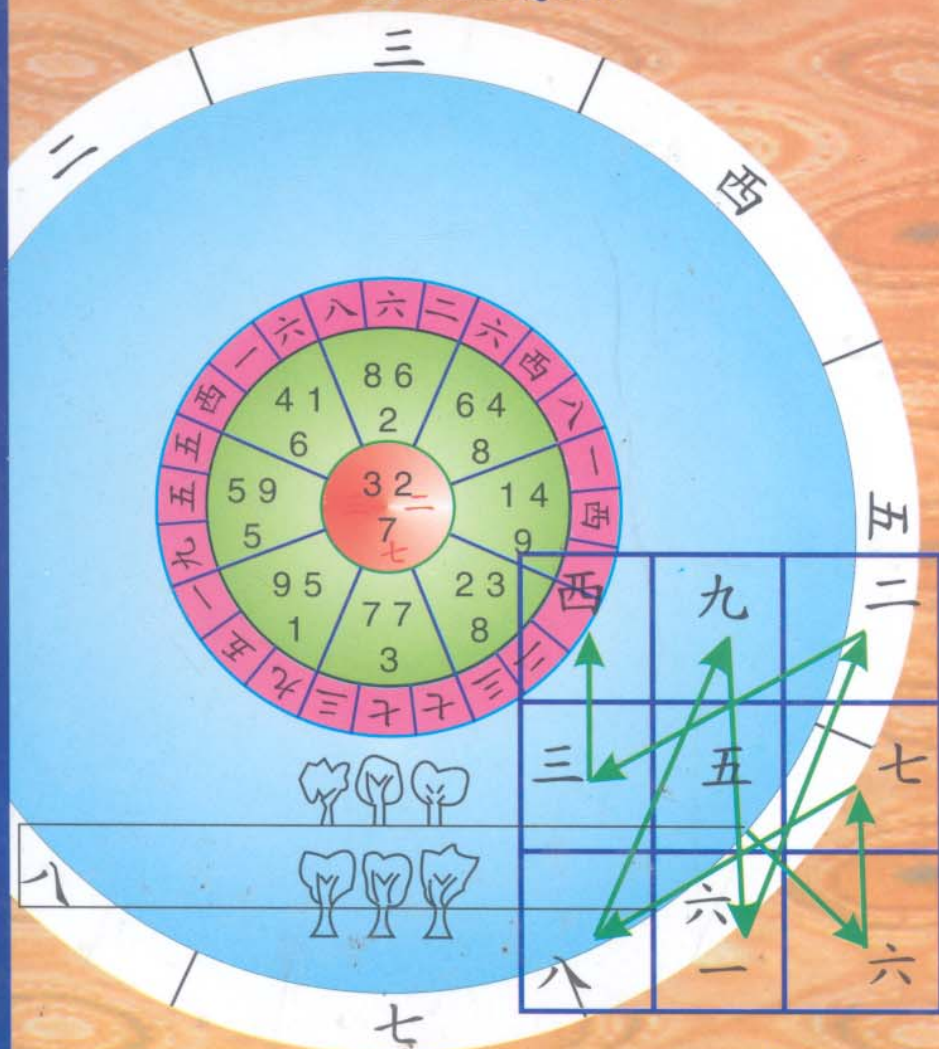 三
二
西
五
六
七
八
八 六 二
六 西 八
一 西
三 七 七
一 五 九
五 五 九
西 一 六
8 6
2
4 1
6
6 4
8
5 9
5
3 2
二
7
七
1 4
9
9 5
1
7 7
3
2 3
8
西 九 二
三 五 七
八 一 六